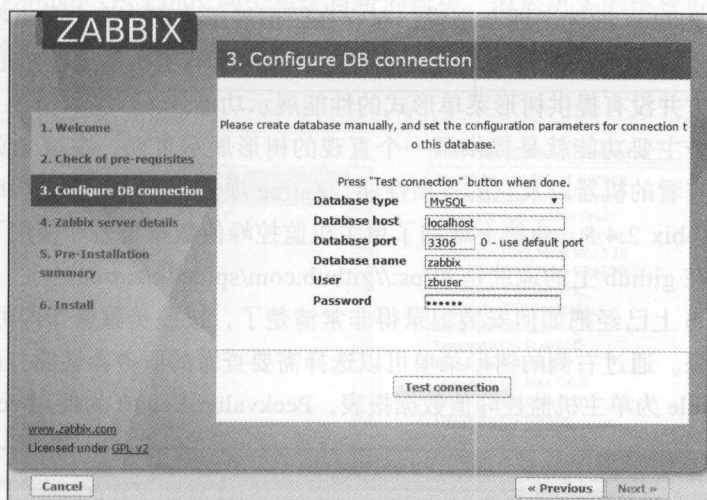 ZABBIX
3. Configure DB connection
1. Welcome
2. Check of pre-requisites
3. Configure DB connection
4. Zabbix server details
5. Pre-Installation
summary
6. Install
Please create database manually, and set the configuration parameters for connection t
o this database.
Press "Test connection" button when done.
Database type MySQL
Database host localhost
Database port 3306 0 - use default port
Database name zabbix
User zbuser
Password ••••••
Test connection
www.zabbix.com
Licensed under GPL v2
Cancel
« Previous Next »